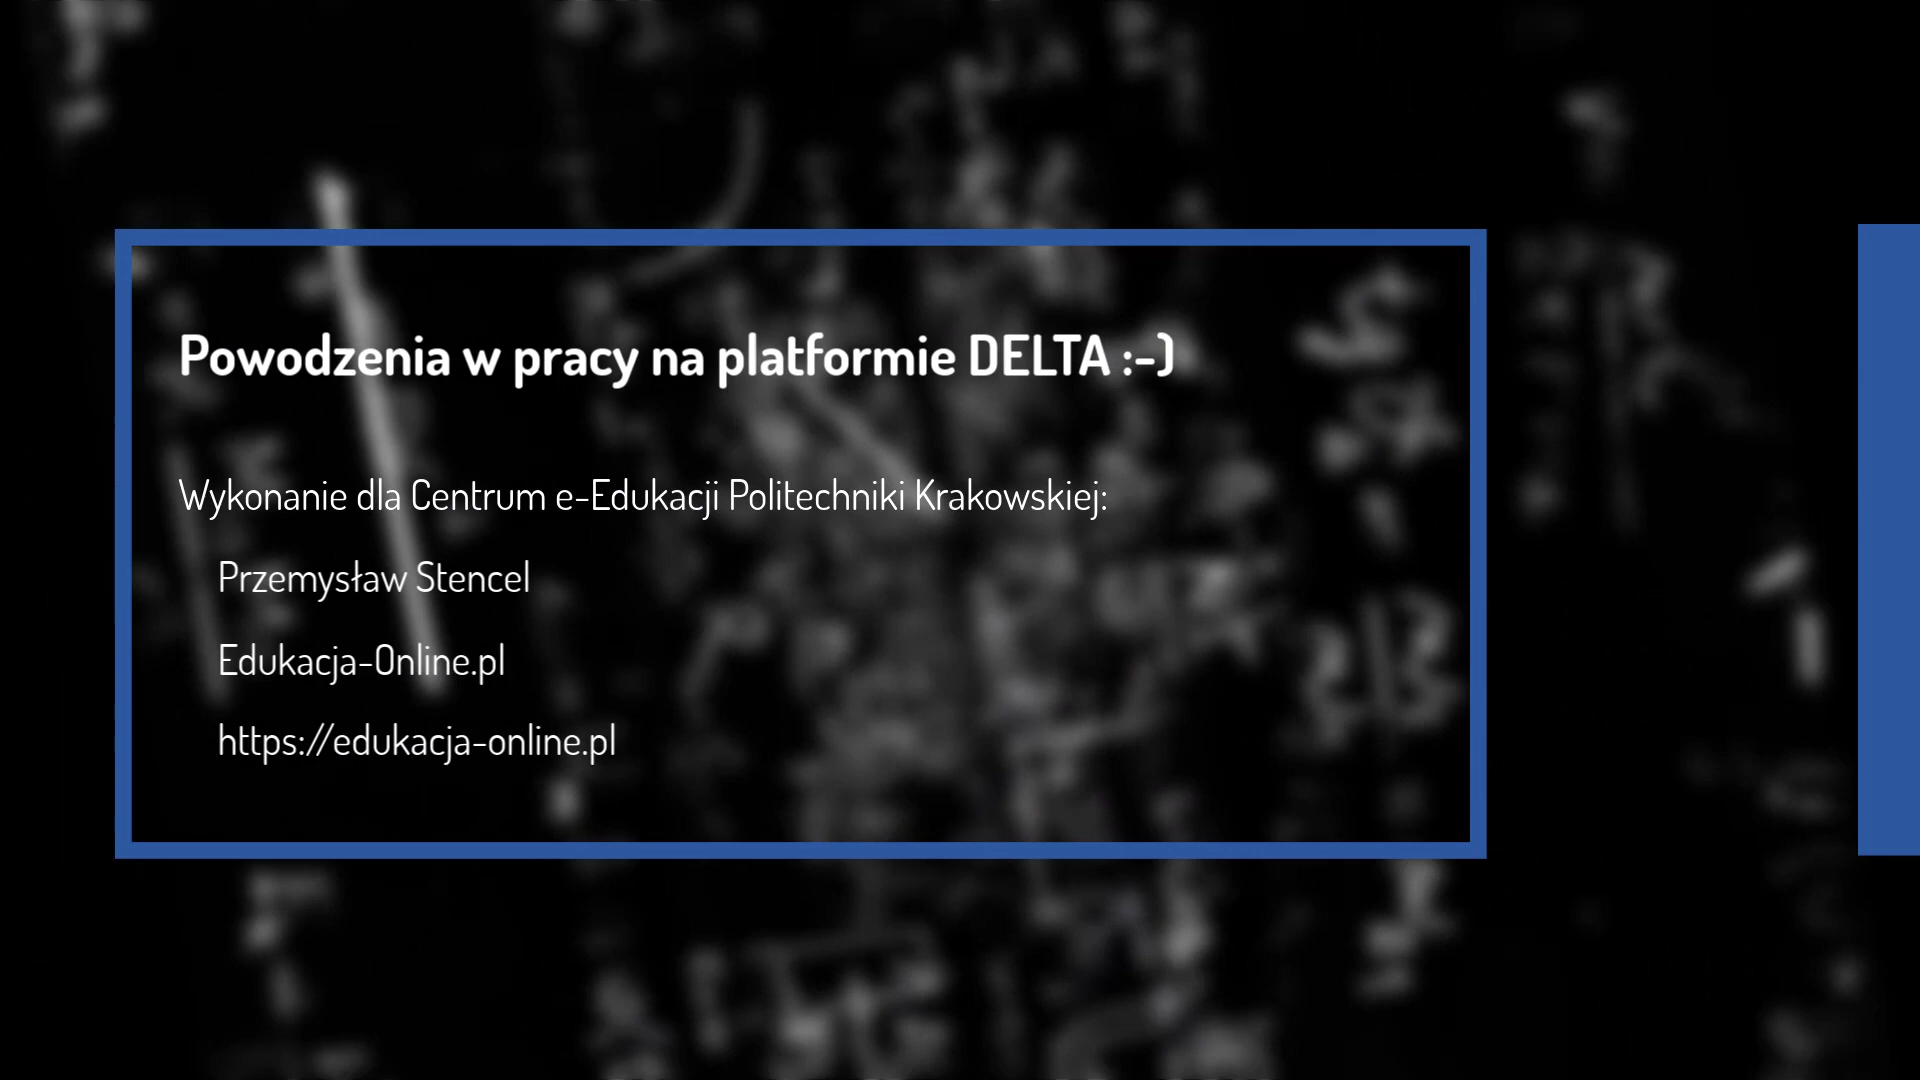 Powodzenia w pracy na platformie DELTA :-)
Wykonanie dla Centrum e-Edukacji Politechniki Krakowskiej:
Przemysław Stencel
Edukacja-Online.pl
https://edukacja-online.pl